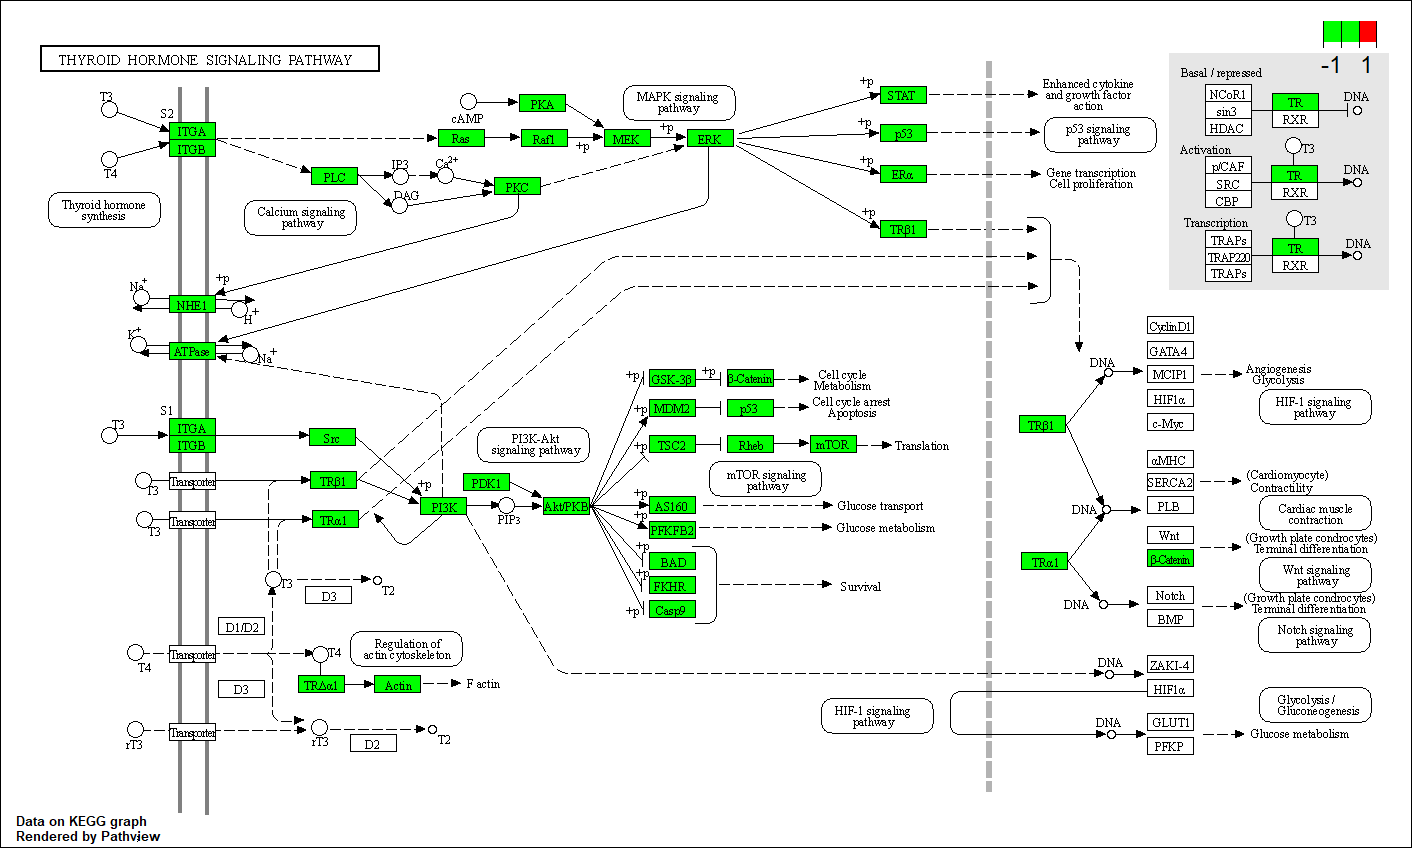 THYROID HORMONE SIGNALING PATHWAY
-1 1
T3
T4
S2
ITGA
ITGB
Thyroid hormone
synthesis
cAMP
PKA
MAPK signaling
pathway
Ras
Raf1
+p
MEK
+p
ERK
PLC
IP3
Ca2+
DAG
PKC
Calcium signaling
pathway
+p
STAT
+p
p53
+p
ERα
+p
TRβ1
Enhanced cytokine
and growth factor
action
p53 signaling
pathway
Gene transcription
Cell proliferation
Basal / repressed
NCoR1
sin3
HDAC
TR
RXR
DNA
Activation
p/CAF
SRC
CBP
T3
TR
RXR
DNA
Transcription
TRAPs
TRAP220
TRAPs
T3
TR
RXR
DNA
Na+
+p
NHE1
H+
K+
ATPase
Na+
S1
T3
ITGA
ITGB
Src
T3
Transporter
TRβ1
T3
Transporter
TRα1
+p
PI3K
PI3K-Akt
signaling pathway
PDK1
PIP3
Akt/PKB
+p
GSK-3β
+p
β-Catenin
Cell cycle
Metabolism
+p
MDM2
p53
Cell cycle arrest
Apoptosis
+p
TSC2
Rheb
mTOR
Translation
mTOR signaling
pathway
+p
AS160
Glucose transport
+p
PFKFB2
Glucose metabolism
+p
BAD
+p
FKHR
+p
Casp9
Survival
T3
T2
D3
D1/D2
T4
Transporter
T4
Regulation of
actin cytoskeleton
D3
TRΔα1
Actin
F actin
rT3
Transporter
rT3
T2
D2
DNA
TRβ1
CyclinD1
GATA4
MCIP1
HIF1α
c-Myc
Angiogenesis
Glycolysis
HIF-1 signaling
pathway
DNA
αMHC
SERCA2
PLB
(Cardiomyocyte)
Contractility
Cardiac muscle
contraction
TRα1
Wnt
β-Catenin
(Growth plate condrocytes)
Terminal differentiation
Wnt signaling
pathway
DNA
Notch
BMP
(Growth plate condrocytes)
Terminal differentiation
Notch signaling
pathway
DNA
ZAKI-4
HIF1α
HIF-1 signaling
pathway
Glycolysis /
Gluconeogenesis
DNA
GLUT1
PFKP
Glucose metabolism
Data on KEGG graph
Rendered by Pathview